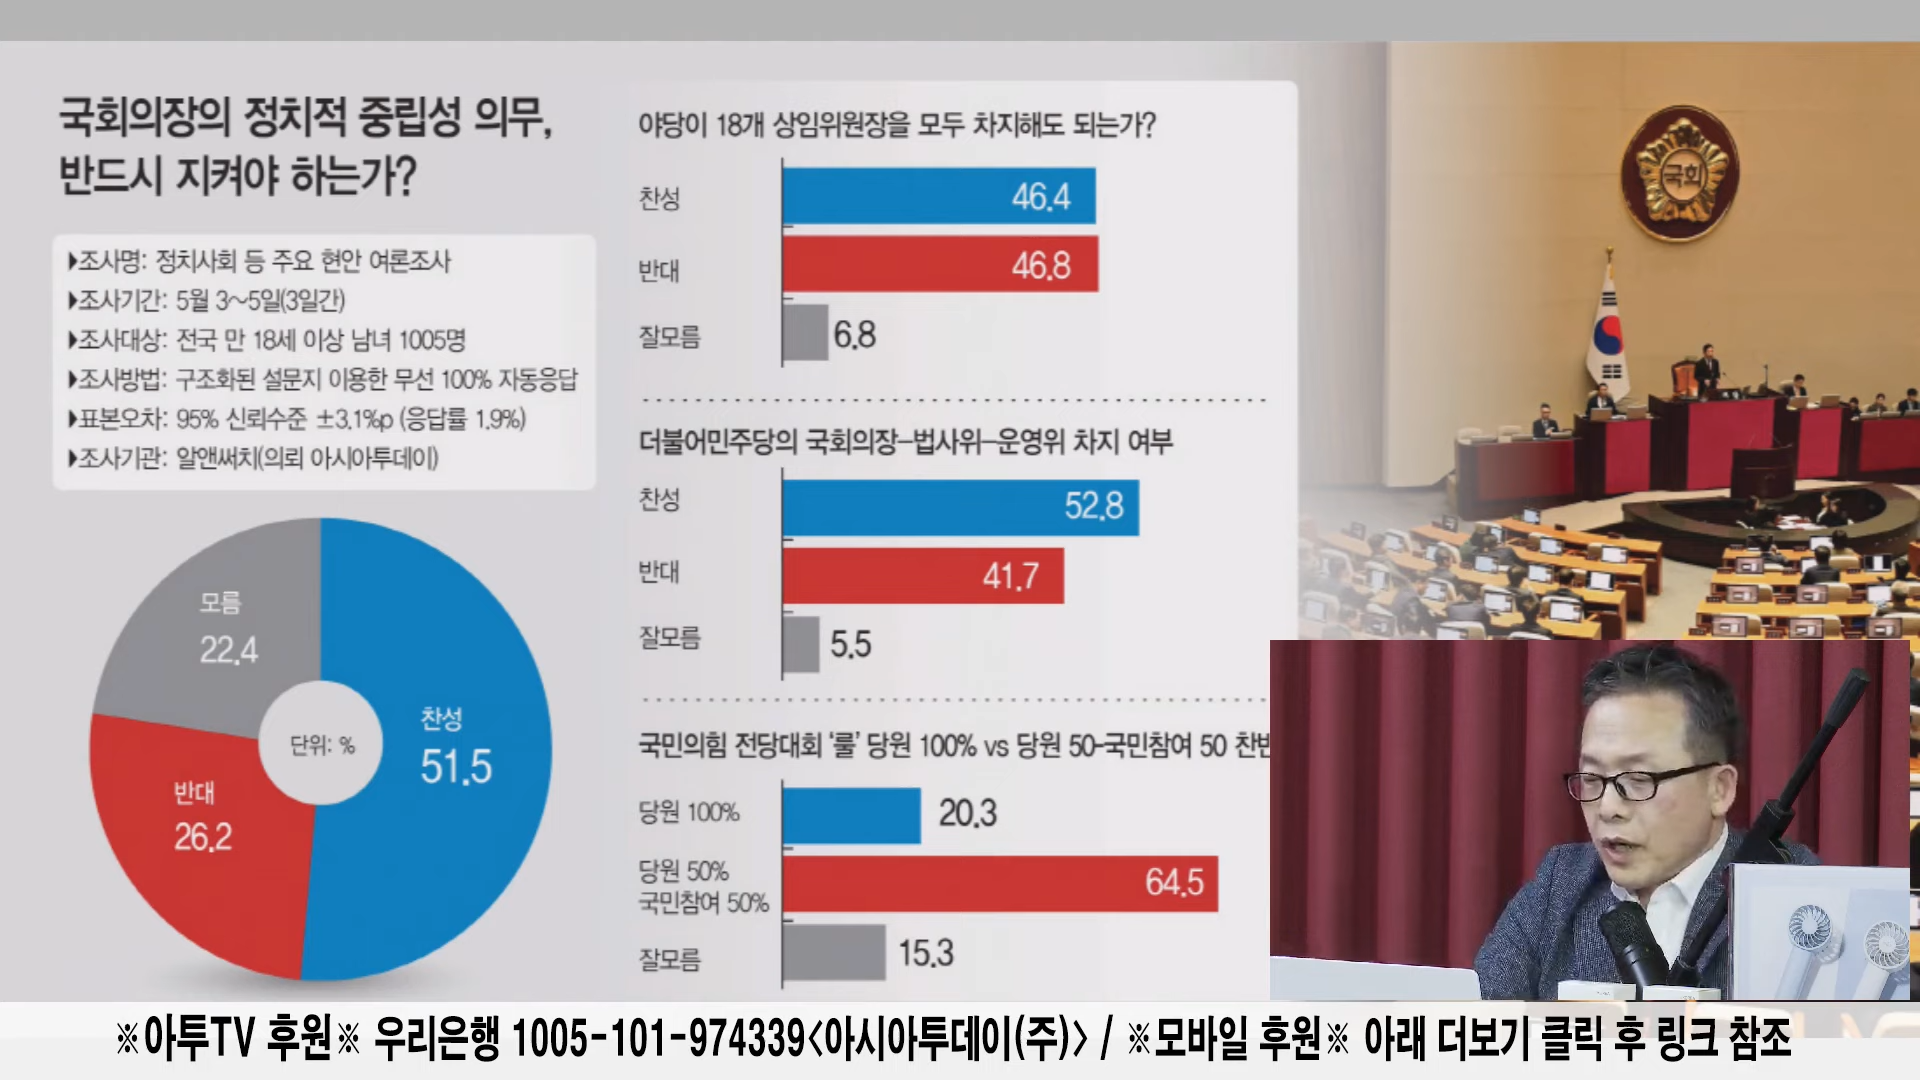 국회의장의 정치적 중립성 의무,
반드시 지켜야 하는가?
▶조사명: 정치사회 등 주요 현안 여론조사
▶조사기간: 5월 3~5일(3일간)
▶조사대상: 전국 만 18세 이상 남녀 1005명
▶조사방법: 구조화된 설문지 이용한 무선 100% 자동응답
▶표본오차: 95% 신뢰수준 ±3.1%p (응답률 1.9%)
▶조사기관: 알앤써치(의뢰 아시아투데이)
모름
22.4
찬성
51.5
단위: %
반대
26.2
야당이 18개 상임위원장을 모두 차지해도 되는가?
찬성
46.4
반대
46.8
잘모름
6.8
더불어민주당의 국회의장-법사위-운영위 차지 여부
찬성
52.8
반대
41.7
잘모름
5.5
국민의힘 전당대회 '룰' 당원 100% vs 당원 50-국민참여 50 찬반
당원 100%
20.3
당원 50%
국민참여 50%
64.5
잘모름
15.3
국회
※아투TV 후원※ 우리은행 1005-101-974339<아시아투데이(주)> / ※모바일 후원※ 아래 더보기 클릭 후 링크 참조